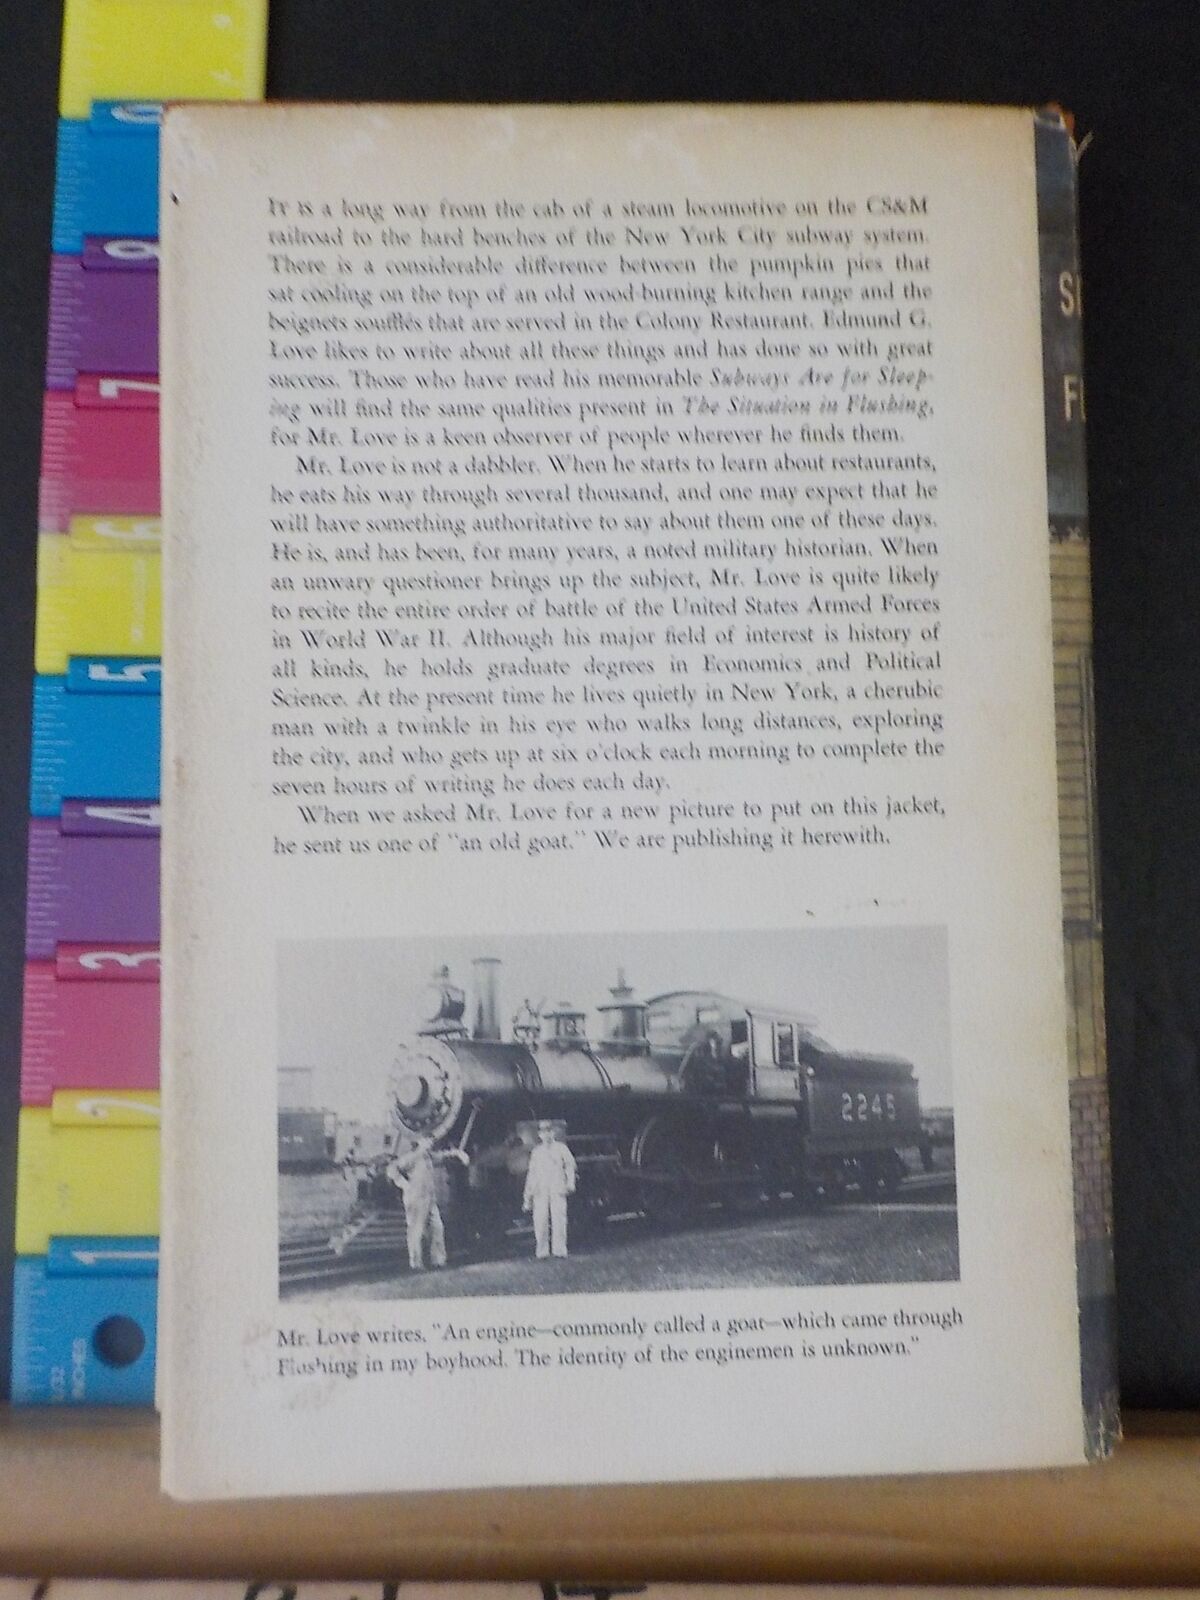 It is a long way from the cab of a steam locomotive on the CS&M
railroad to the hard benches of the New York City subway system.
There is a considerable difference between the pumpkin pies that
sat cooling on the top of an old wood-burning kitchen range and the
beignets soufflés that are served in the Colony Restaurant. Edmund G.
Love likes to write about all these things and has done so with great
success. Those who have read his memorable Subways Are for Sleep-
ing will find the same qualities present in The Situation in Flushing,
for Mr. Love is a keen observer of people wherever he finds them.
Mr. Love is not a dabbler. When he starts to learn about restaurants,
he eats his way through several thousand, and one may expect that he
will have something authoritative to say about them one of these days.
He is, and has been, for many years, a noted military historian. When
an unwary questioner brings up the subject, Mr. Love is quite likely
to recite the entire order of battle of the United States Armed Forces
in World War II. Although his major field of interest is history of
all kinds, he holds graduate degrees in Economics and Political
Science. At the present time he lives quietly in New York, a cherubic
man with a twinkle in his eye who walks long distances, exploring
the city, and who gets up at six o'clock each morning to complete the
seven hours of writing he does each day.
When we asked Mr. Love for a new picture to put on this jacket,
he sent us one of "an old goat." We are publishing it herewith.
2245
Mr. Love writes, "An engine—commonly called a goat—which came through
Flushing in my boyhood. The identity of the enginemen is unknown."
9
8
7
6
5
4
3
2
1
1/32
INCHES